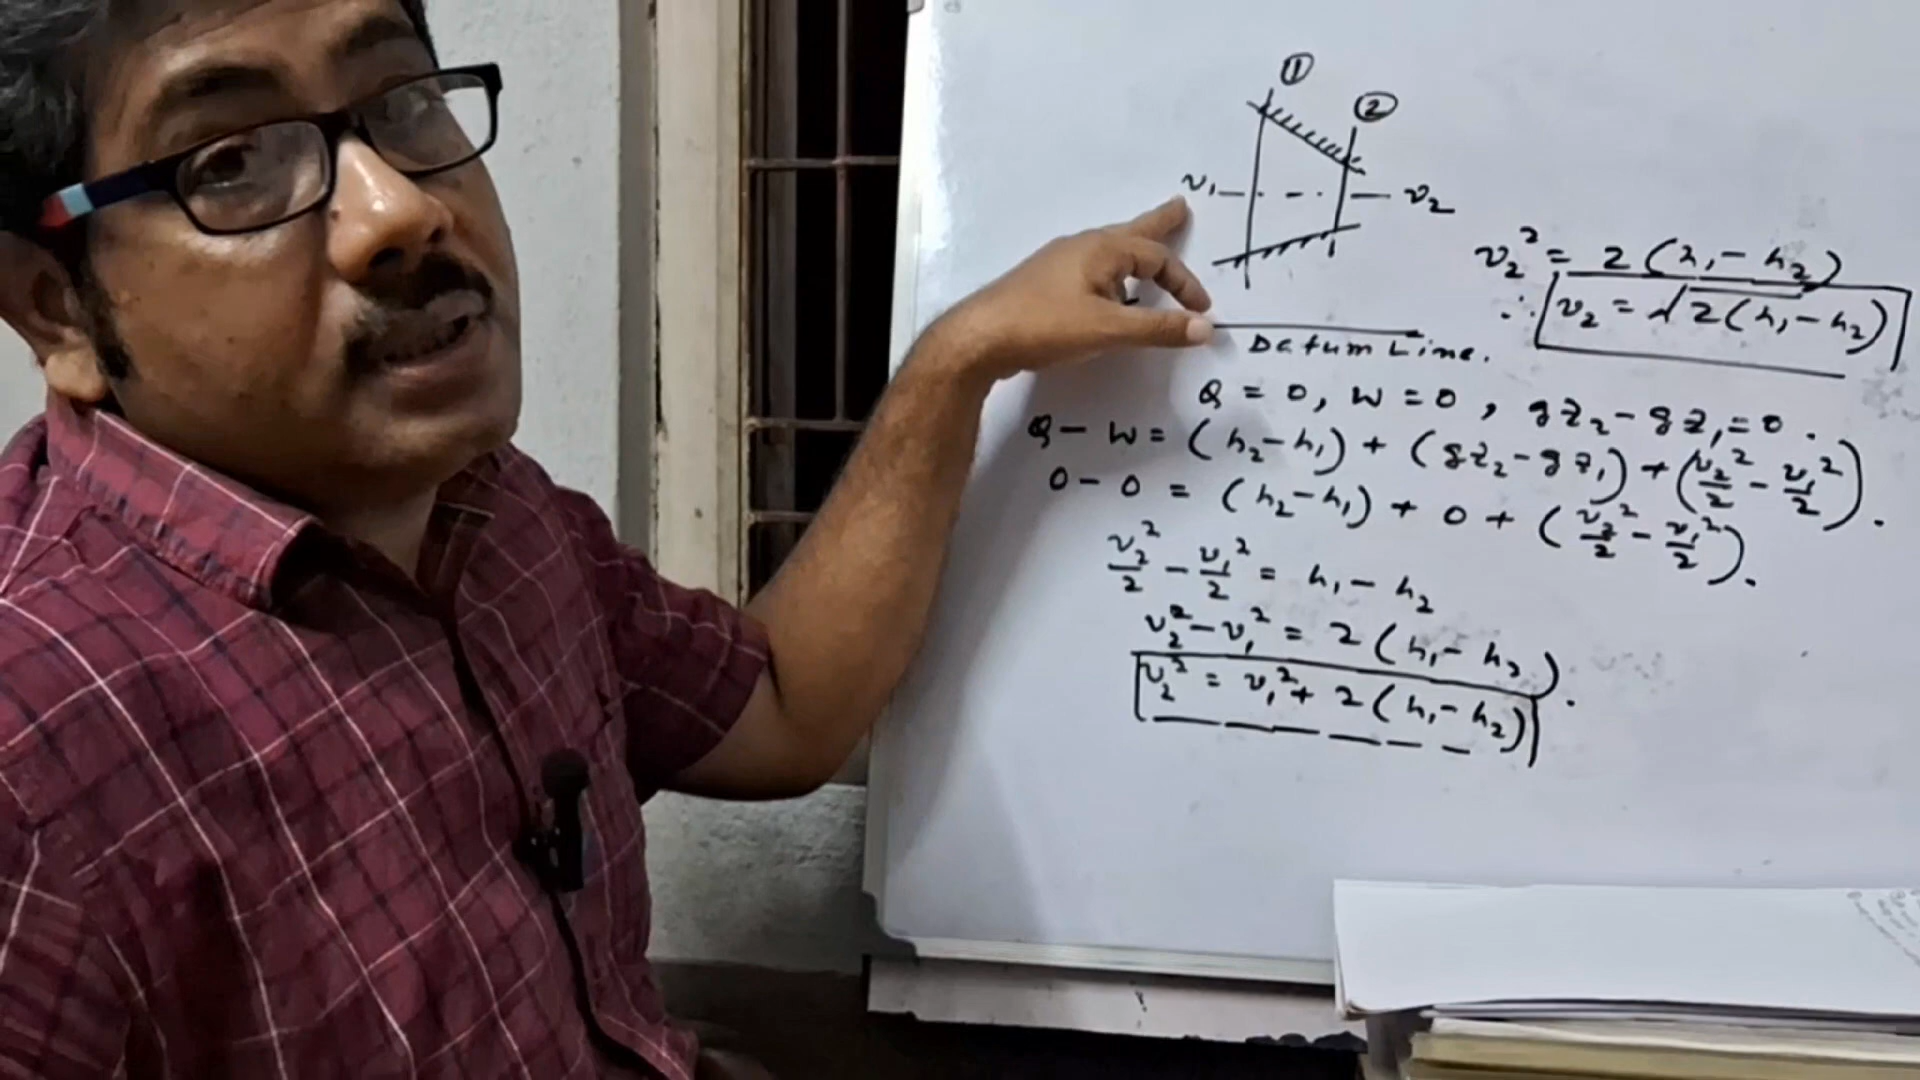 ①
②
v₁
v₂
v₂² = 2(h₁ - h₂)
∴ v₂ = √2(h₁ - h₂)
Datum Line.
Q = 0, W = 0, gz₂ - gz₁ = 0.
Q - W = (h₂ - h₁) + (gz₂ - gz₁) + (v₂²/2 - v₁²/2).
0 - 0 = (h₂ - h₁) + 0 + (v₂²/2 - v₁²/2).
v₂²/2 - v₁²/2 = h₁ - h₂
v₂² - v₁² = 2(h₁ - h₂).
v₂² = v₁² + 2(h₁ - h₂)